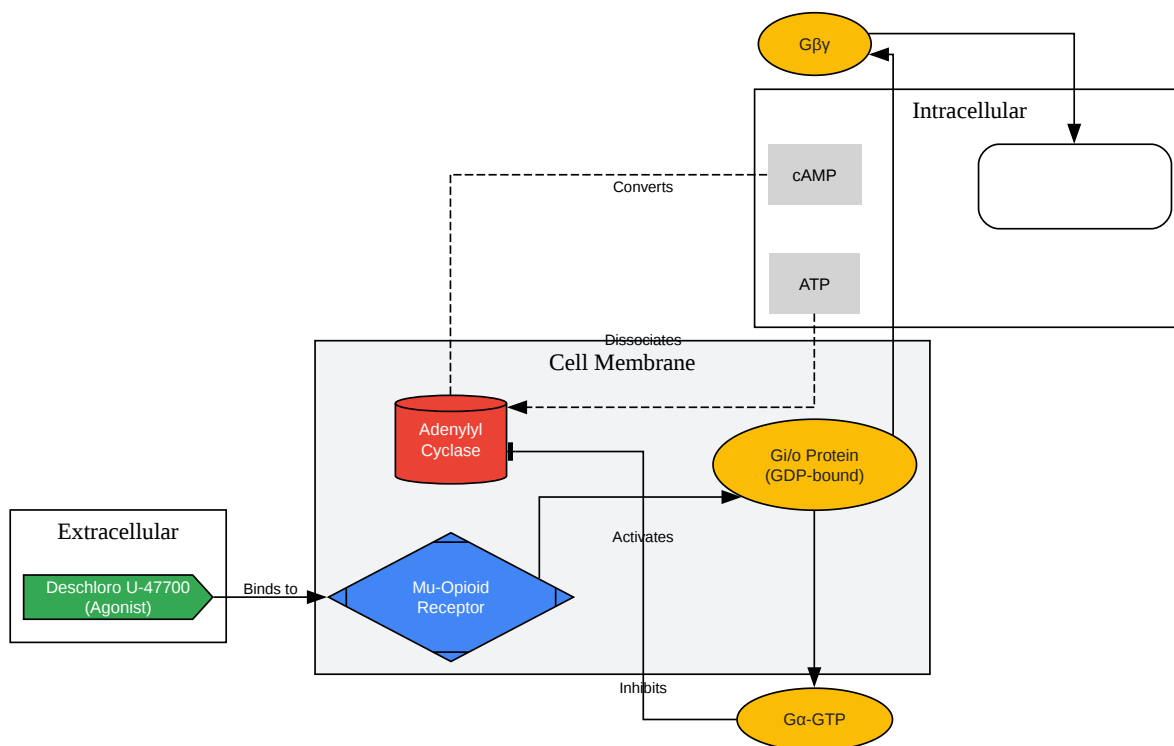 Gβγ
Intracellular
cAMP
Converts
ATP
Dissociates
Cell Membrane
Adenylyl
Cyclase
Gi/o Protein
(GDP-bound)
Extracellular
Activates
Deschloro U-47700
(Agonist)
Binds to
Mu-Opioid
Receptor
Inhibits
Gα-GTP